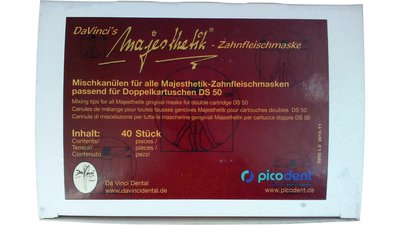 DaVinci's
Majesthetik® - Zahnfleischmaske
Mischkanülen für alle Majesthetik-Zahnfleischmasken
passend für Doppelkartuschen DS 50
Mixing tips for all Majesthetik gingival masks for double cartridge DS 50
Canules de mélange pour toutes fausses gencives Majesthetik pour cartouches doubles DS 50
Cannule di miscelazione per tutte le mascherine gengivali Majesthetik per cartucce doppie DS 50
Inhalt: 40 Stück
Contents/ pieces /
Teneur/ pièces /
Contenuto: pezzi
Da Vinci Dental
www.davincidental.de
picodent
www.picodent.de